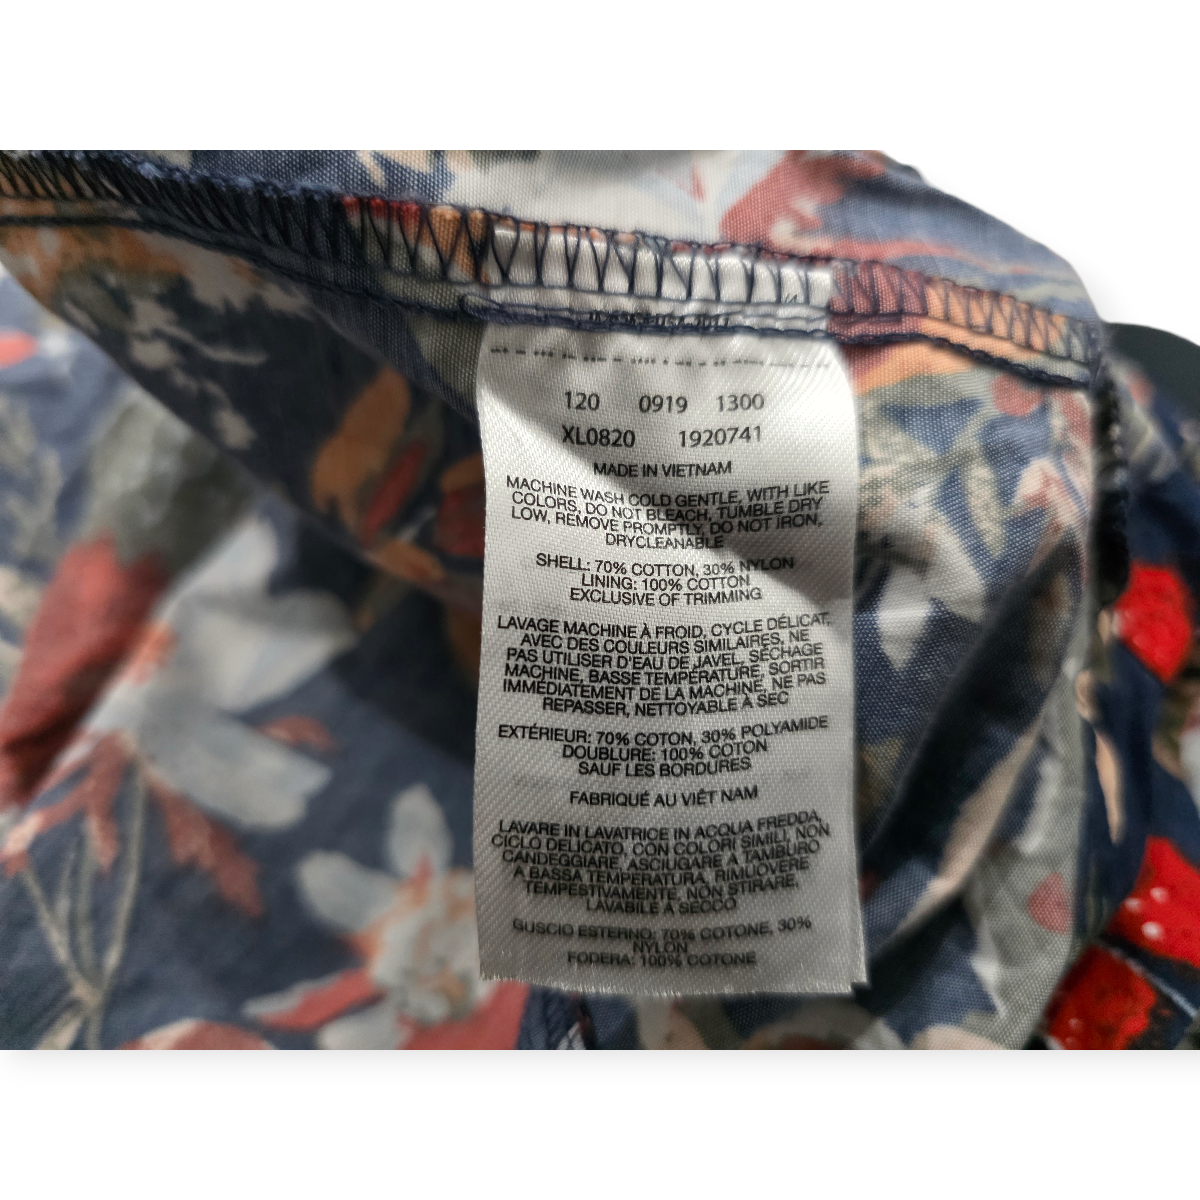 120 0919 1300
XL0820 1920741
MADE IN VIETNAM
MACHINE WASH COLD GENTLE, WITH LIKE
COLORS, DO NOT BLEACH, TUMBLE DRY
LOW, REMOVE PROMPTLY, DO NOT IRON,
DRYCLEANABLE
SHELL: 70% COTTON, 30% NYLON
LINING: 100% COTTON
EXCLUSIVE OF TRIMMING
LAVAGE MACHINE À FROID, CYCLE DÉLICAT,
AVEC DES COULEURS SIMILAIRES, NE
PAS UTILISER D'EAU DE JAVEL, SÉCHAGE
MACHINE, BASSE TEMPÉRATURE, SORTIR
IMMÉDIATEMENT DE LA MACHINE, NE PAS
REPASSER, NETTOYABLE À SEC
EXTÉRIEUR: 70% COTON, 30% POLYAMIDE
DOUBLURE: 100% COTON
SAUF LES BORDURES
FABRIQUÉ AU VIÊT NAM
LAVARE IN LAVATRICE IN ACQUA FREDDA,
CICLO DELICATO, CON COLORI SIMILI, NON
CANDEGGIARE, ASCIUGARE A TAMBURO
A BASSA TEMPERATURA, RIMUOVERE
TEMPESTIVAMENTE, NON STIRARE,
LAVABILE A SECCO
GUSCIO ESTERNO: 70% COTONE, 30%
NYLON
FODERA: 100% COTONE